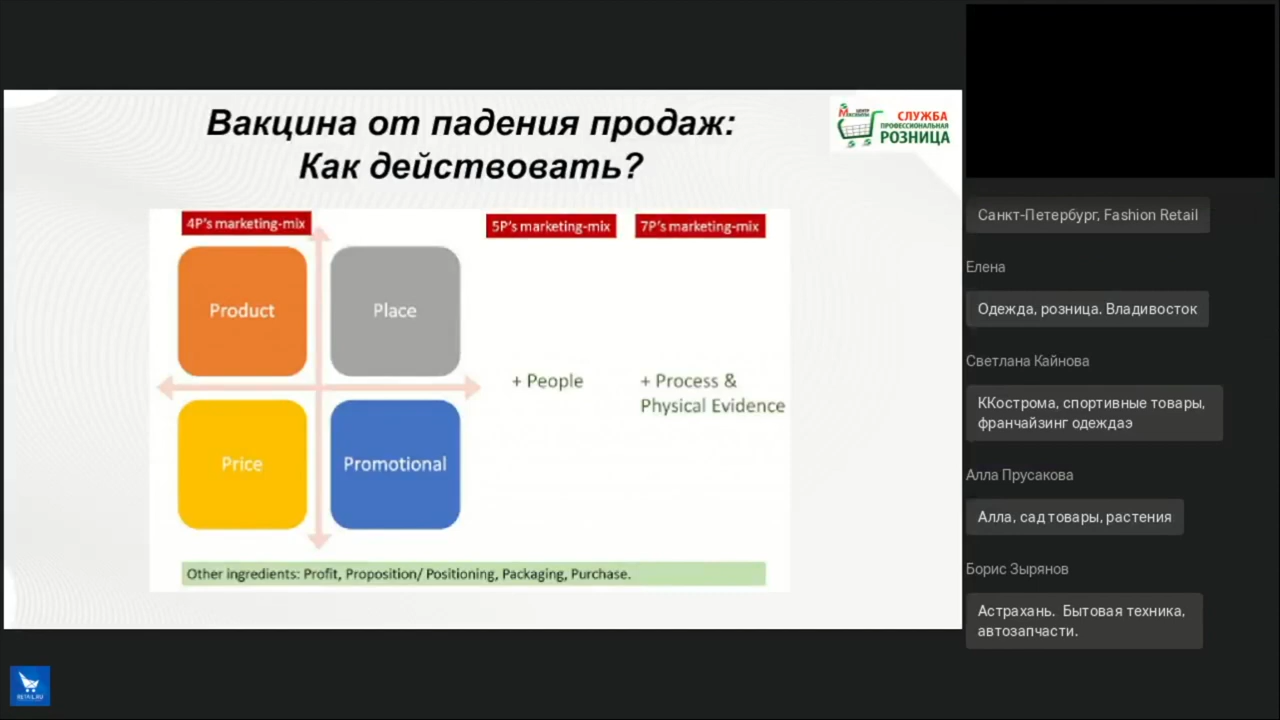 Вакцина от падения продаж:
Как действовать?
СЛУЖБА
ПРОФЕССИОНАЛЬНАЯ
РОЗНИЦА
4P's marketing-mix
5P's marketing-mix
7P's marketing-mix
Product
Place
+ People
+ Process &
Physical Evidence
Price
Promotional
Other ingredients: Profit, Proposition/ Positioning, Packaging, Purchase.
Санкт-Петербург, Fashion Retail
Елена
Одежда, розница. Владивосток
Светлана Кайнова
ККострома, спортивные товары,
франчайзинг одеждаэ
Алла Прусакова
Алла, сад товары, растения
Борис Зырянов
Астрахань. Бытовая техника,
автозапчасти.
RETAIL.RU